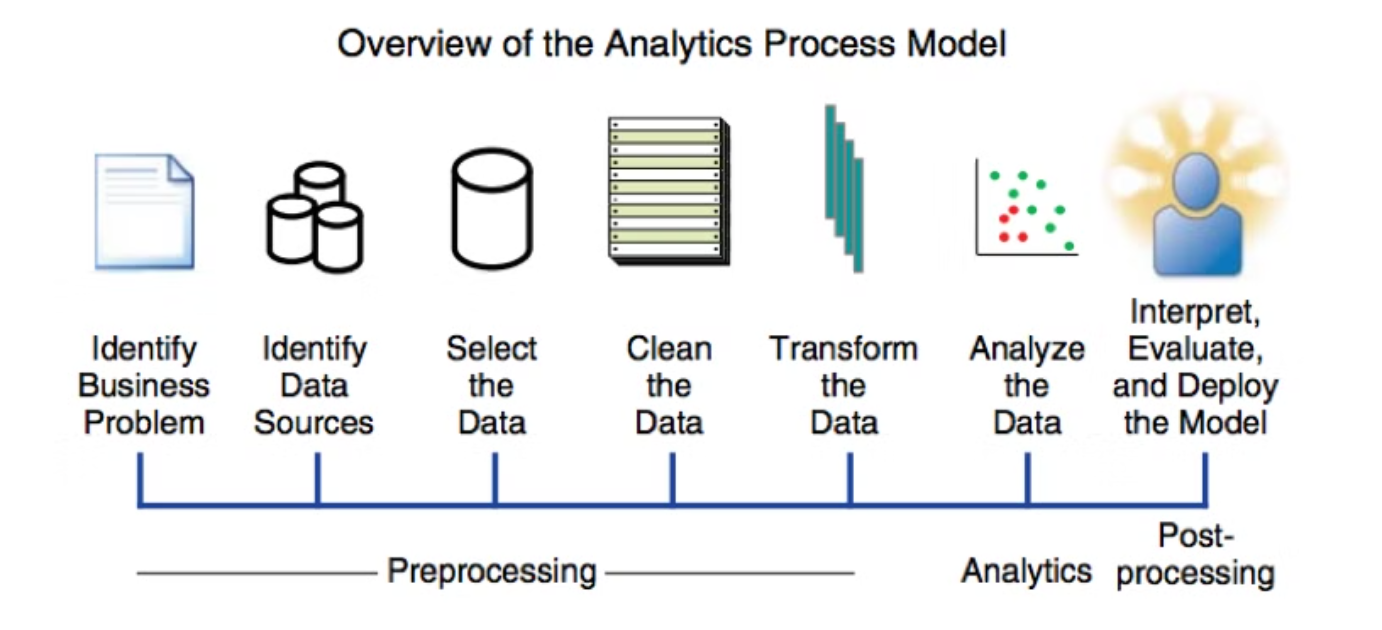 Overview of the Analytics Process Model
Identify
Business
Problem
Identify
Data
Sources
Select
the
Data
Clean
the
Data
Transform
the
Data
Analyze
the
Data
Interpret,
Evaluate,
and Deploy
the Model
Preprocessing
Analytics
Post-
processing